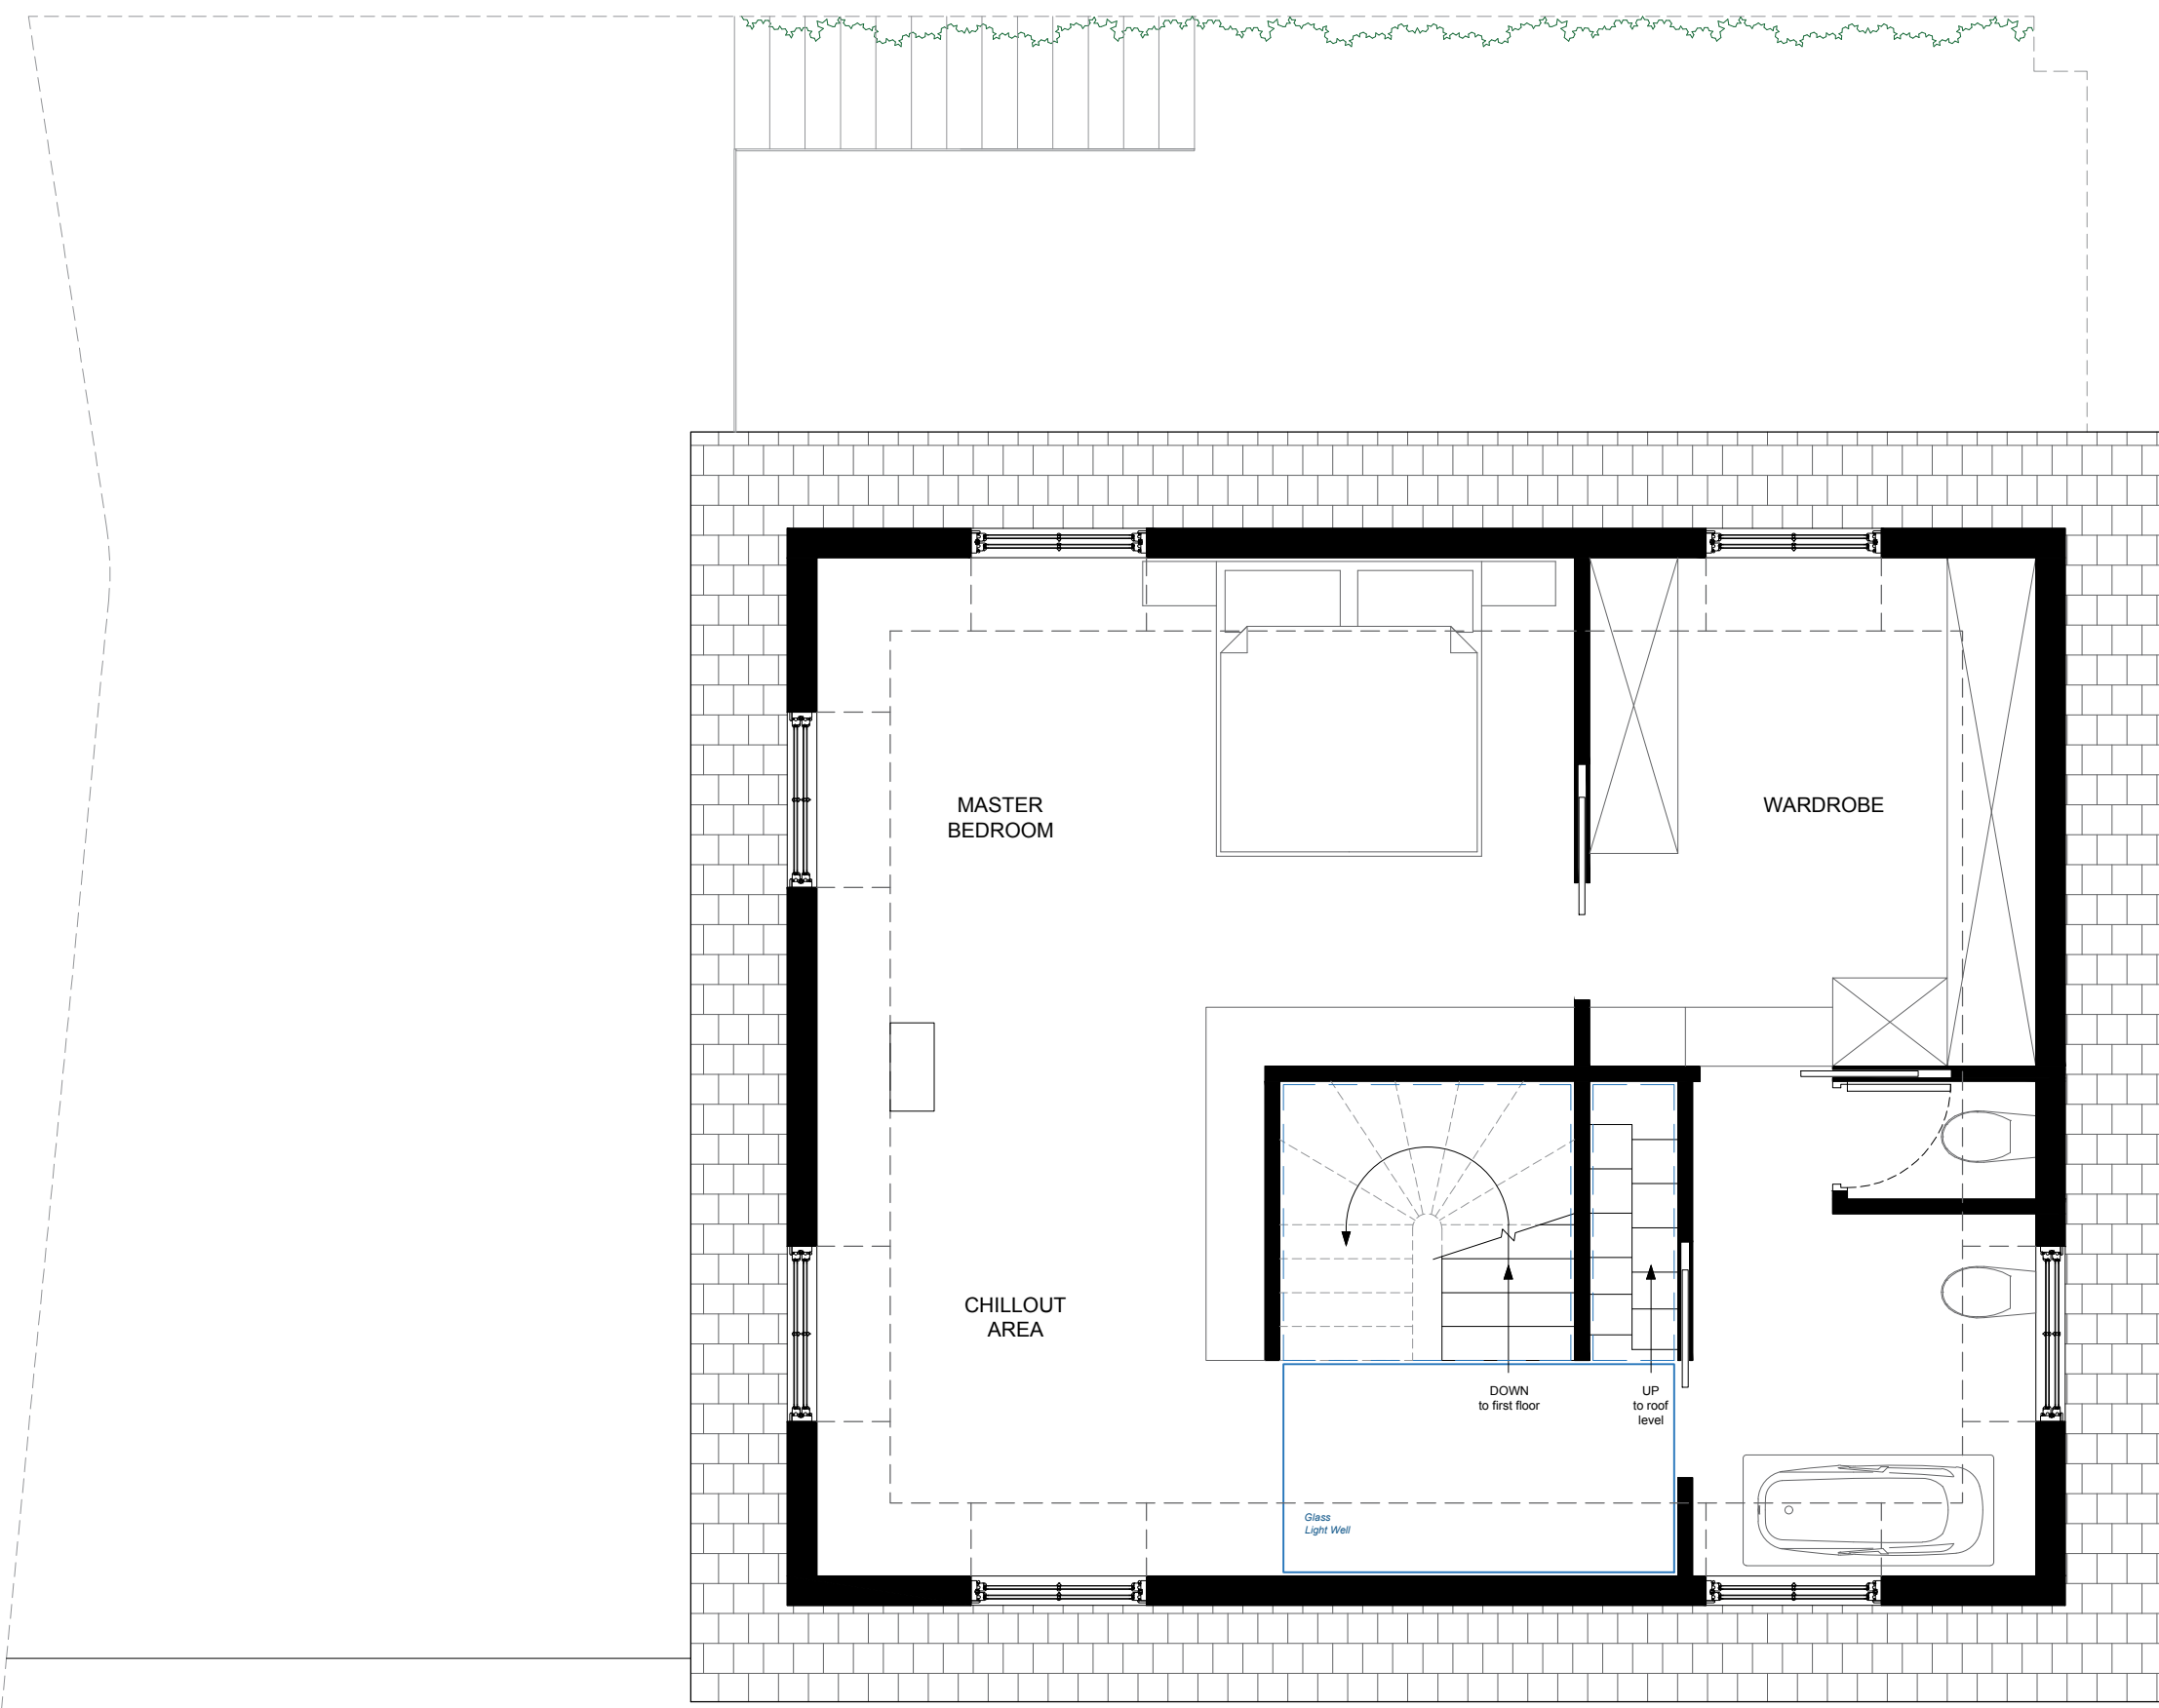 MASTER
BEDROOM
WARDROBE
CHILLOUT
AREA
DOWN
to first floor
UP
to roof
level
Glass
Light Well